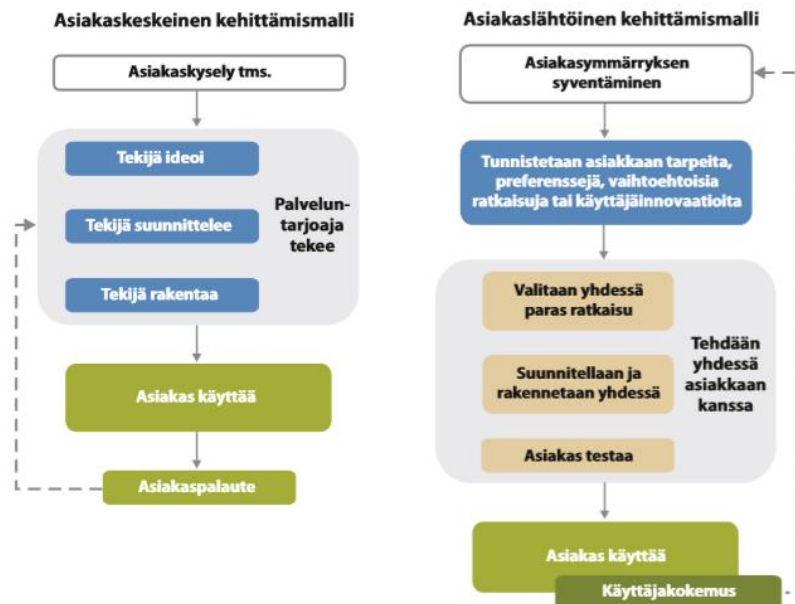 Asiakaskeskeinen kehittämismalli
Asiakaskysely tms.
Tekijä ideoi
Tekijä suunnittelee
Tekijä rakentaa
Palvelun-
tarjoaja
tekee
Asiakas käyttää
Asiakaspalaute
Asiakaslähtöinen kehittämismalli
Asiakasymmärryksen
syventäminen
Tunnistetaan asiakkaan tarpeita,
preferenssejä, vaihtoehtoisia
ratkaisuja tai käyttäjäinnovaatioita
Valitaan yhdessä
paras ratkaisu
Suunnitellaan ja
rakennetaan yhdessä
Asiakas testaa
Tehdään
yhdessä
asiakkaan
kanssa
Asiakas käyttää
Käyttäjakokemus